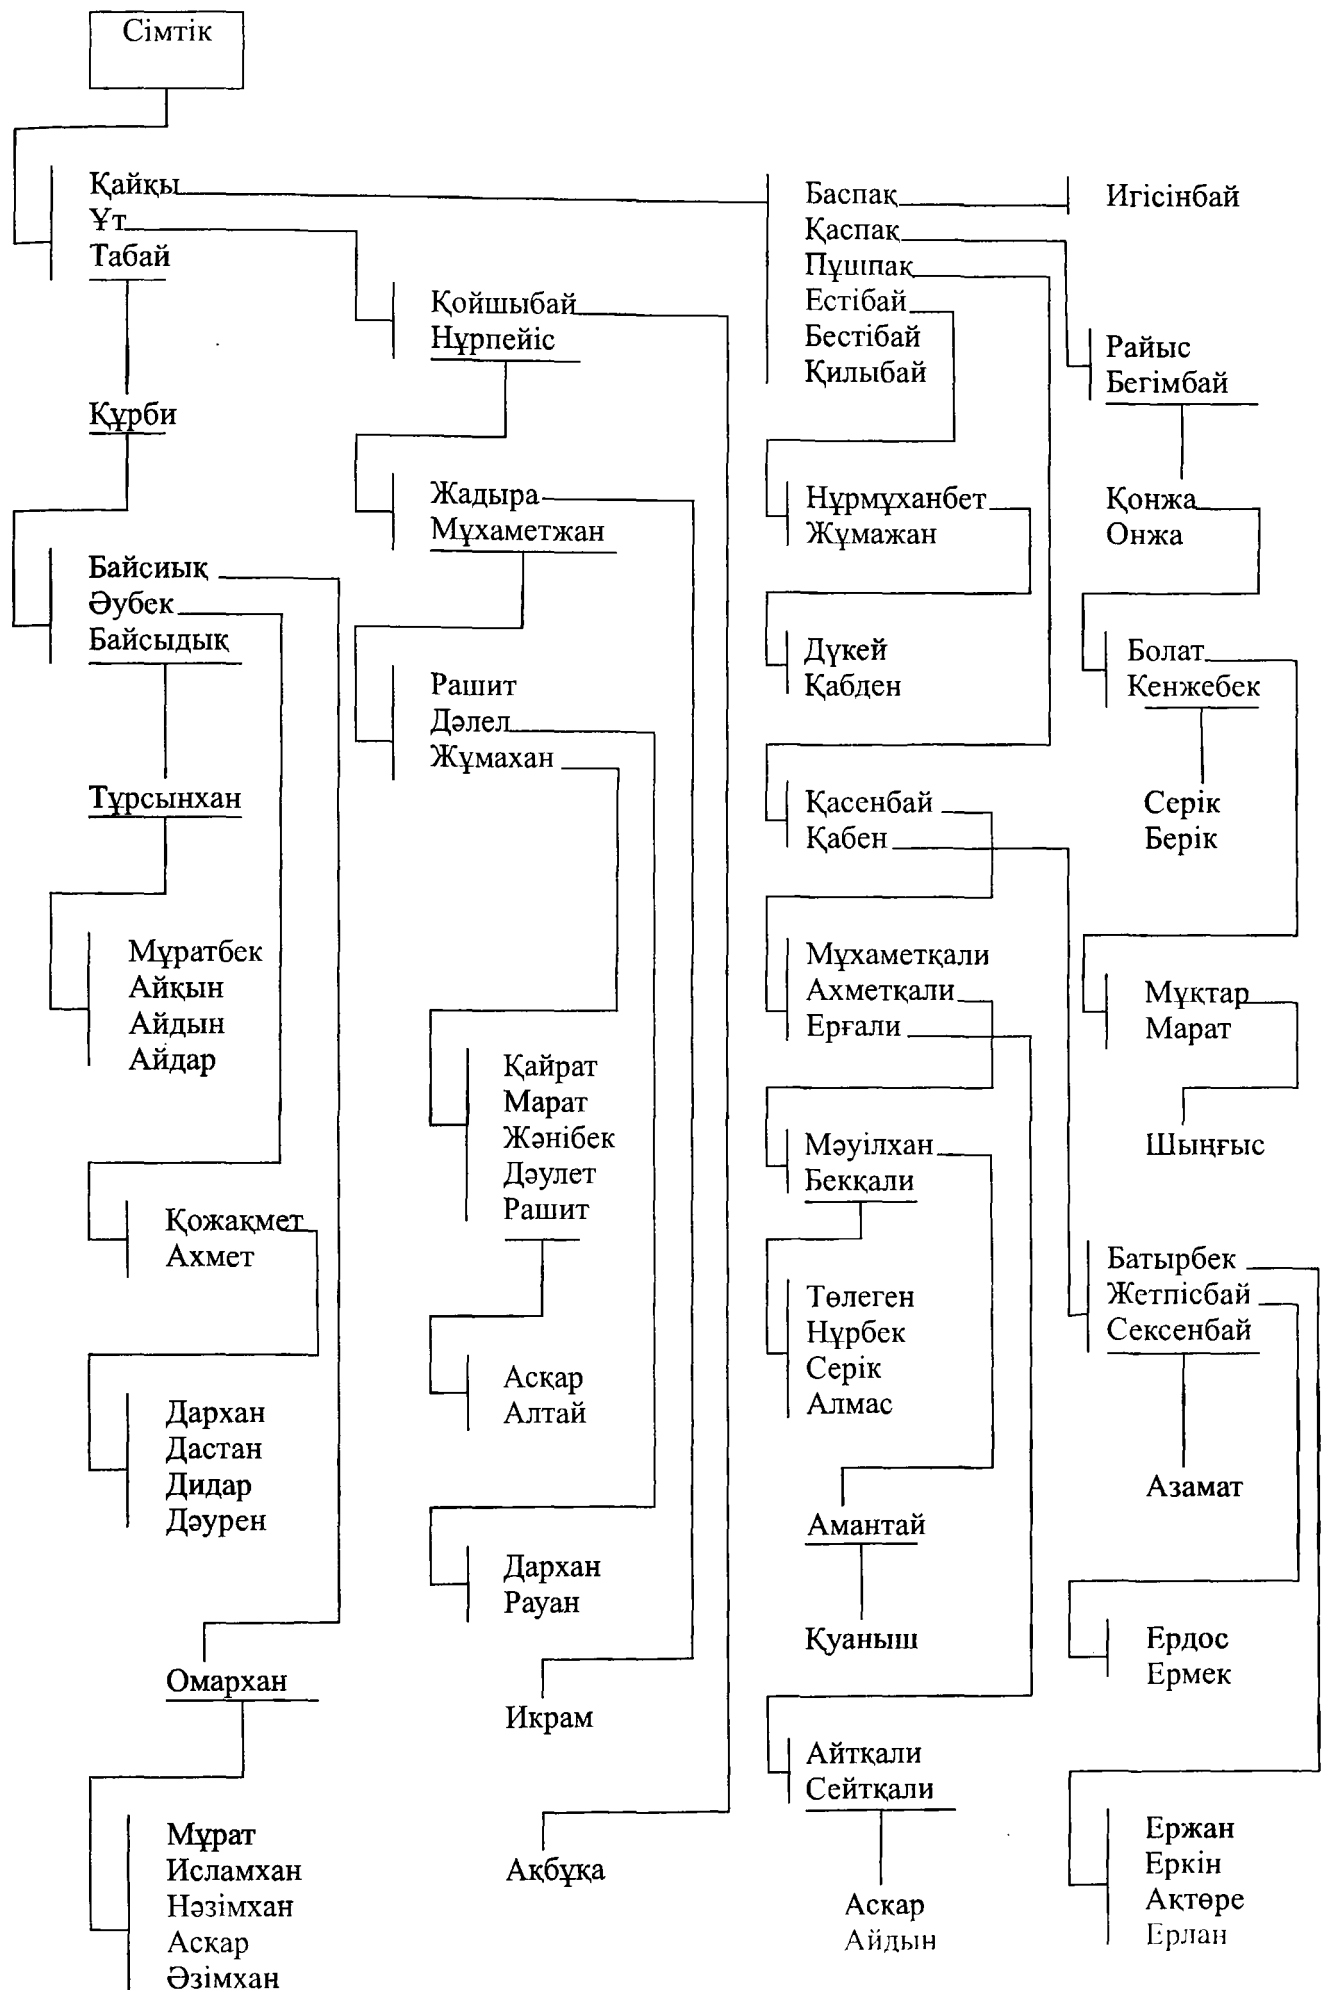 Сімтік
Қайқы
Ұт
Табай
Құрби
Байсиық
Әубек
Байсыдық
Тұрсынхан
Мұратбек
Айқын
Айдын
Айдар
Қожақмет
Ахмет
Дархан
Дастан
Дидар
Дәурен
Омархан
Мұрат
Исламхан
Нәзімхан
Асқар
Әзімхан
Қойшыбай
Нұрпейіс
Жадыра
Мұхаметжан
Рашит
Дәлел
Жұмахан
Қайрат
Марат
Жәнібек
Дәулет
Рашит
Асқар
Алтай
Дархан
Рауан
Икрам
Ақбұқа
Баспақ
Қаспақ
Пұшпақ
Естібай
Бестібай
Қилыбай
Нұрмұханбет
Жұмажан
Дүкей
Қабден
Қасенбай
Қабен
Мұхаметқали
Ахметқали
Ерғали
Мәуілхан
Бекқали
Төлеген
Нұрбек
Серік
Алмас
Амантай
Қуаныш
Айтқали
Сейтқали
Асқар
Айдын
Игісінбай
Райыс
Бегімбай
Қонжа
Онжа
Болат
Кенжебек
Серік
Берік
Мұқтар
Марат
Шыңғыс
Батырбек
Жетпісбай
Сексенбай
Азамат
Ердос
Ермек
Ержан
Еркін
Ақтөре
Ерлан